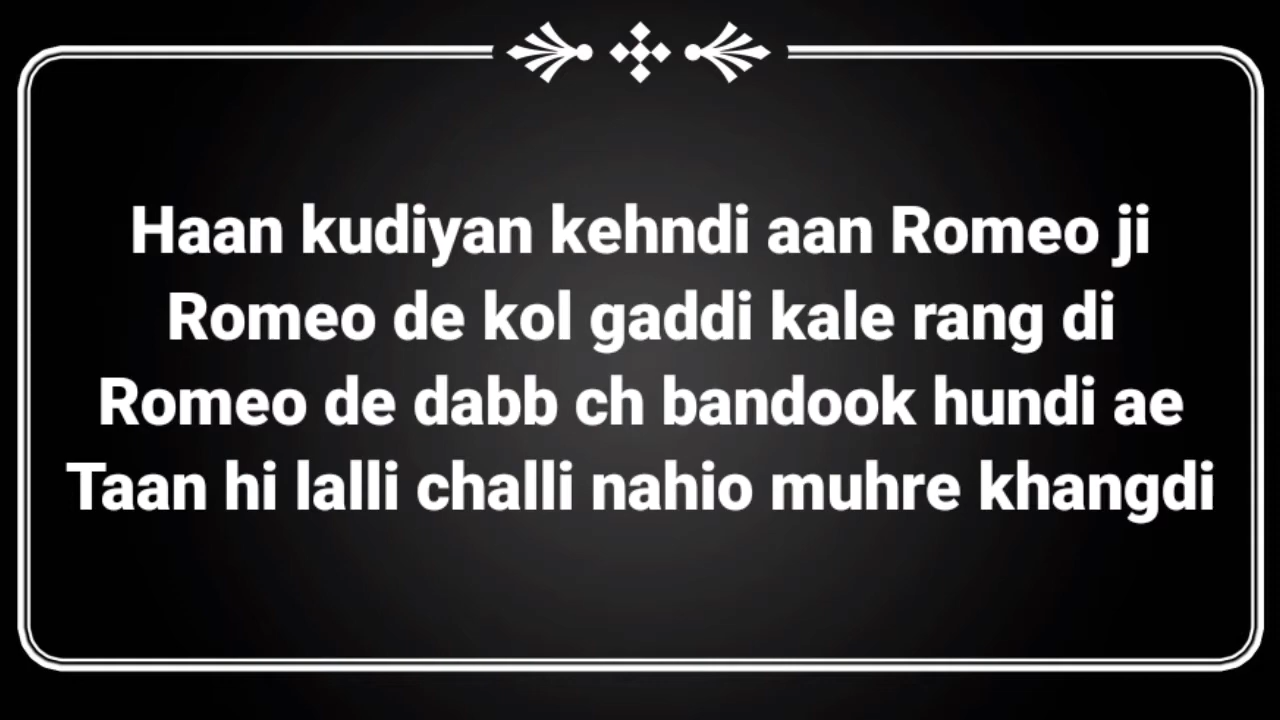 Haan kudiyan kehndi aan Romeo ji
Romeo de kol gaddi kale rang di
Romeo de dabb ch bandook hundi ae
Taan hi lalli challi nahio muhre khangdi